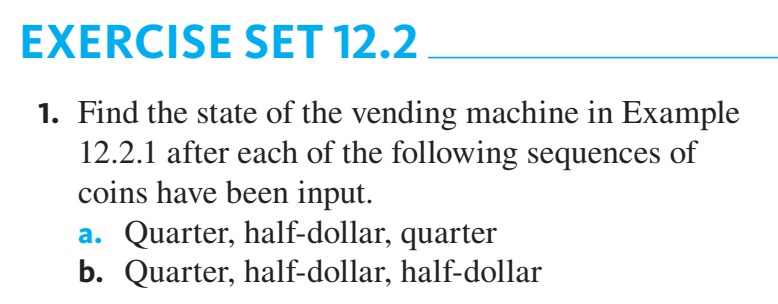 EXERCISE SET 12.2
1. Find the state of the vending machine in Example
12.2.1 after each of the following sequences of
coins have been input.
a. Quarter, half-dollar, quarter
b. Quarter, half-dollar, half-dollar